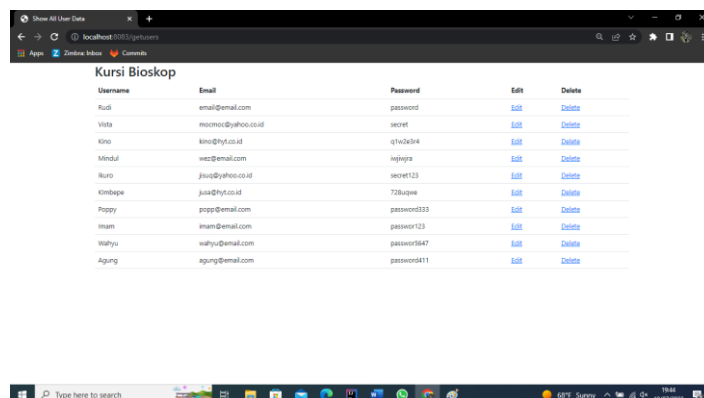 Show All User Data
localhost:8083/getusers
Apps Zimbra: Inbox Commits
Kursi Bioskop
Username Email Password Edit Delete
Rudi email@email.com password Edit Delete
Vista mocmoc@yahoo.co.id secret Edit Delete
Kino kino@hyt.co.id q1w2e3r4 Edit Delete
Mindul wez@email.com iwjiwjra Edit Delete
Ikuro jisuq@yahoo.co.id secret123 Edit Delete
Kimbepe jusa@hyt.co.id 728uqwe Edit Delete
Poppy popp@email.com password333 Edit Delete
Imam imam@email.com passwor123 Edit Delete
Wahyu wahyu@email.com passwor5647 Edit Delete
Agung agung@email.com password411 Edit Delete
Type here to search 68°F Sunny 19:44